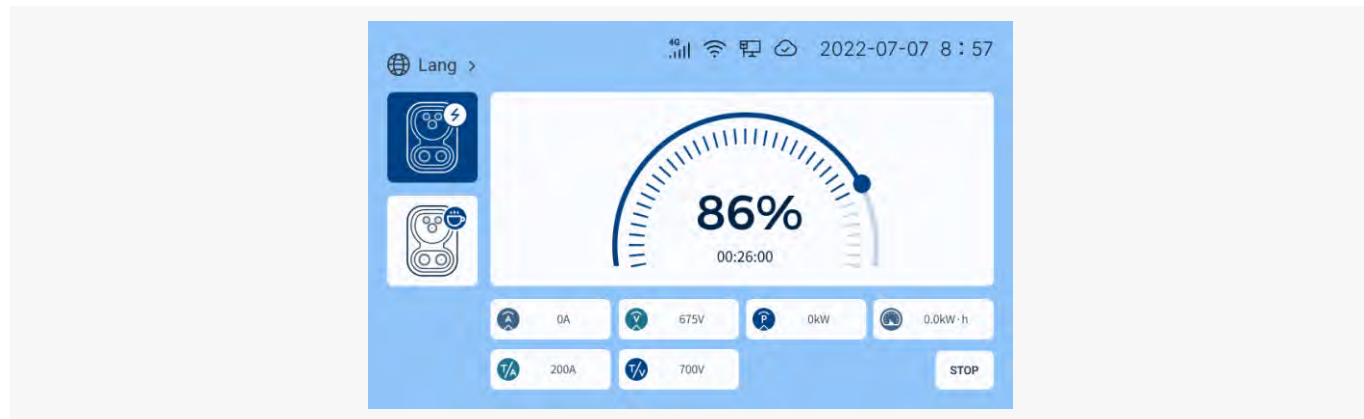 4G 2022-07-07 8:57
Lang >
86%
00:26:00
A 0A V 675V P 0kW 0.0kW·h
T/A 200A T/V 700V STOP